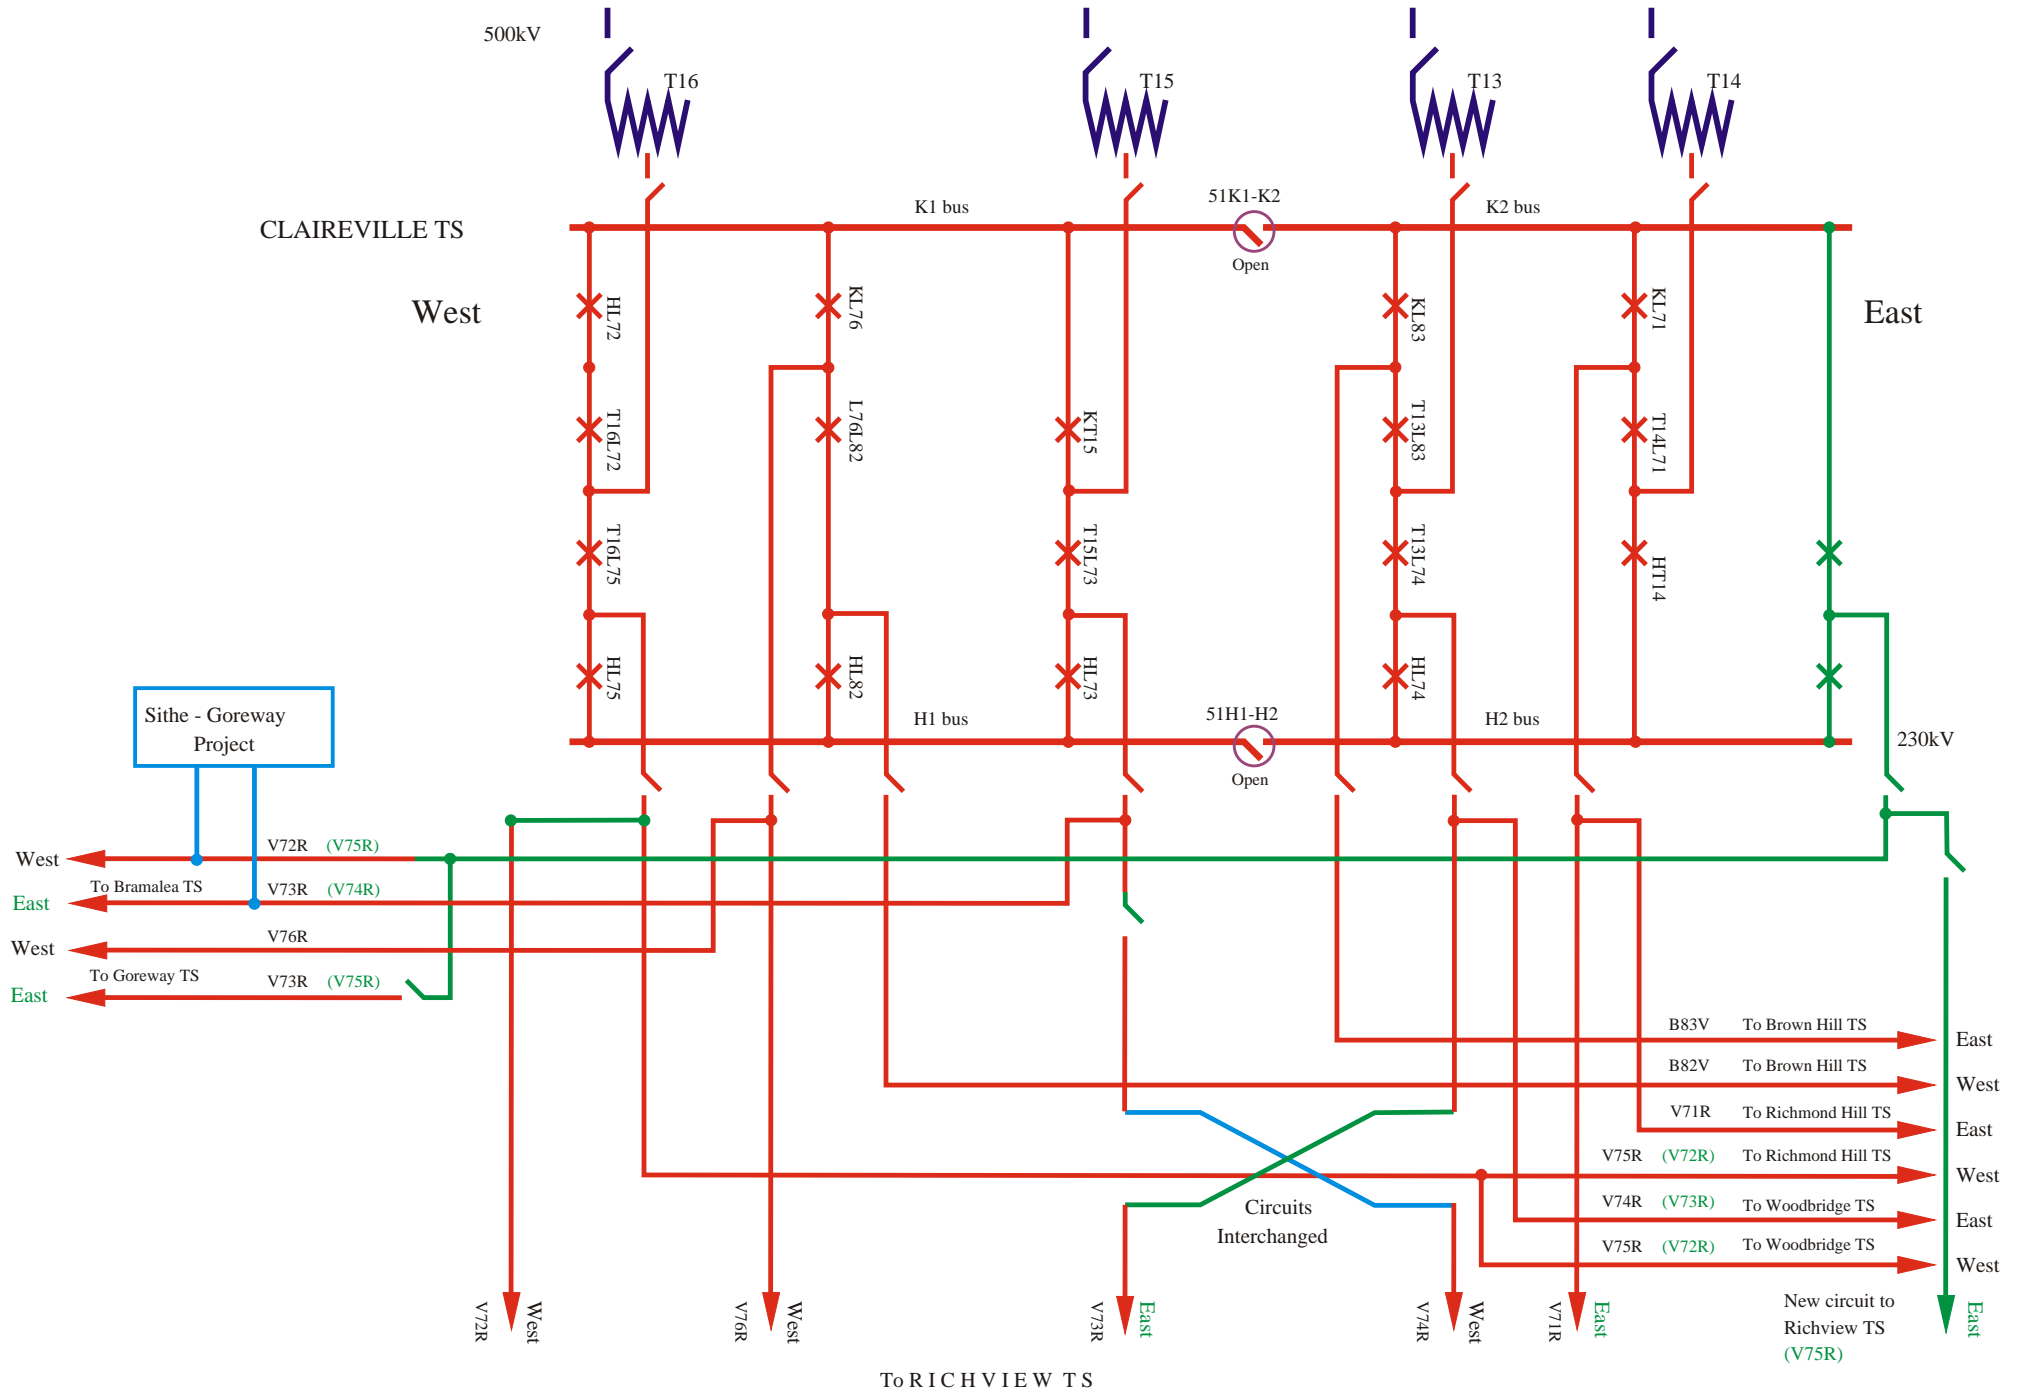 500kV
T16
T15
T13
T14
CLAIREVILLE TS
K1 bus
51K1-K2
K2 bus
Open
West
East
HL72
KL76
KL83
KL71
T16L72
L76L82
KT15
T13L83
T14L71
T16L75
T15L73
T13L74
HT14
HL75
HL82
HL73
HL74
Sithe - Goreway
Project
H1 bus
51H1-H2
H2 bus
230kV
Open
West
V72R (V75R)
To Bramalea TS
East
V73R (V74R)
West
V76R
To Goreway TS
East
V73R (V75R)
B83V To Brown Hill TS
East
B82V To Brown Hill TS
West
V71R To Richmond Hill TS
East
V75R (V72R) To Richmond Hill TS
West
V74R (V73R) To Woodbridge TS
East
V75R (V72R) To Woodbridge TS
West
Circuits
Interchanged
V72R
West
V76R
West
V73R
East
V74R
West
V71R
East
New circuit to
Richview TS
(V75R)
East
To RICHVIEW TS